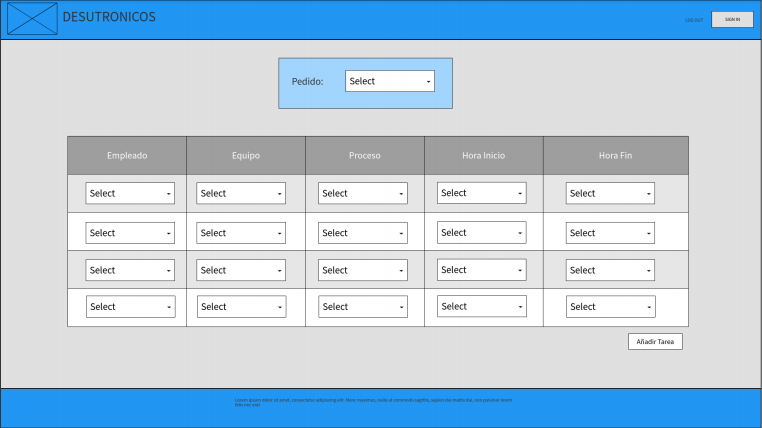 DESUTRONICOS
LOG OUT
SIGN IN
Pedido:
Select
Empleado Equipo Proceso Hora Inicio Hora Fin
Select Select Select Select Select
Select Select Select Select Select
Select Select Select Select Select
Select Select Select Select Select
Añadir Tarea
Lorem ipsum dolor sit amet, consectetur adipiscing elit. Nunc maximus, nulla ut commodo sagittis, sapien dui mattis dui, non pulvinar lorem
felis nec erat